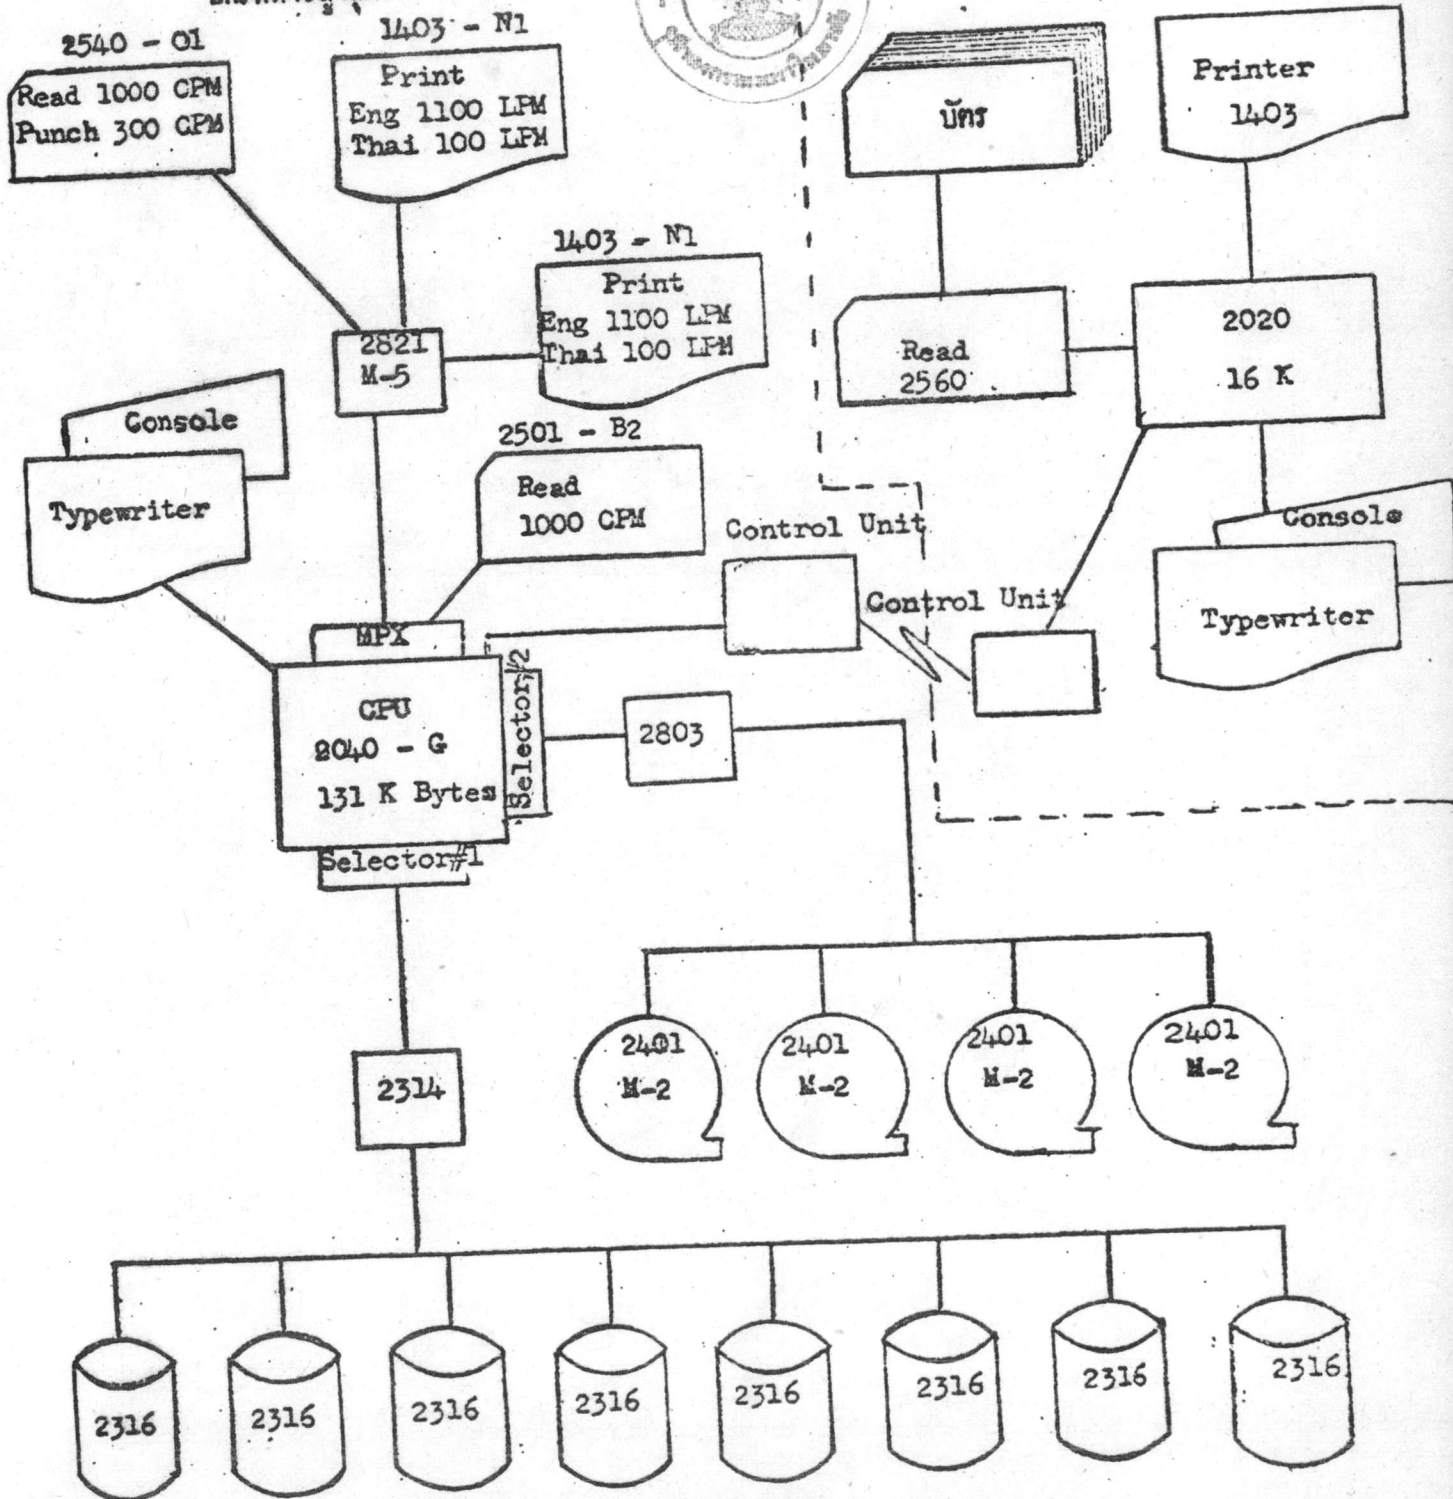 2540 - 01
Read 1000 CPM
Punch 300 CPM
1403 - N1
Print
Eng 1100 LPM
Thai 100 LPM
1403 - N1
Print
Eng 1100 LPM
Thai 100 LPM
2821
M-5
Console
Typewriter
2501 - B2
Read
1000 CPM
บัตร
Printer
1403
Read
2560
2020
16 K
Console
Typewriter
Control Unit
Control Unit
MPX
CPU
2040 - G
131 K Bytes
Selector#2
Selector#1
2803
2401
M-2
2401
M-2
2401
M-2
2401
M-2
2314
2316
2316
2316
2316
2316
2316
2316
2316